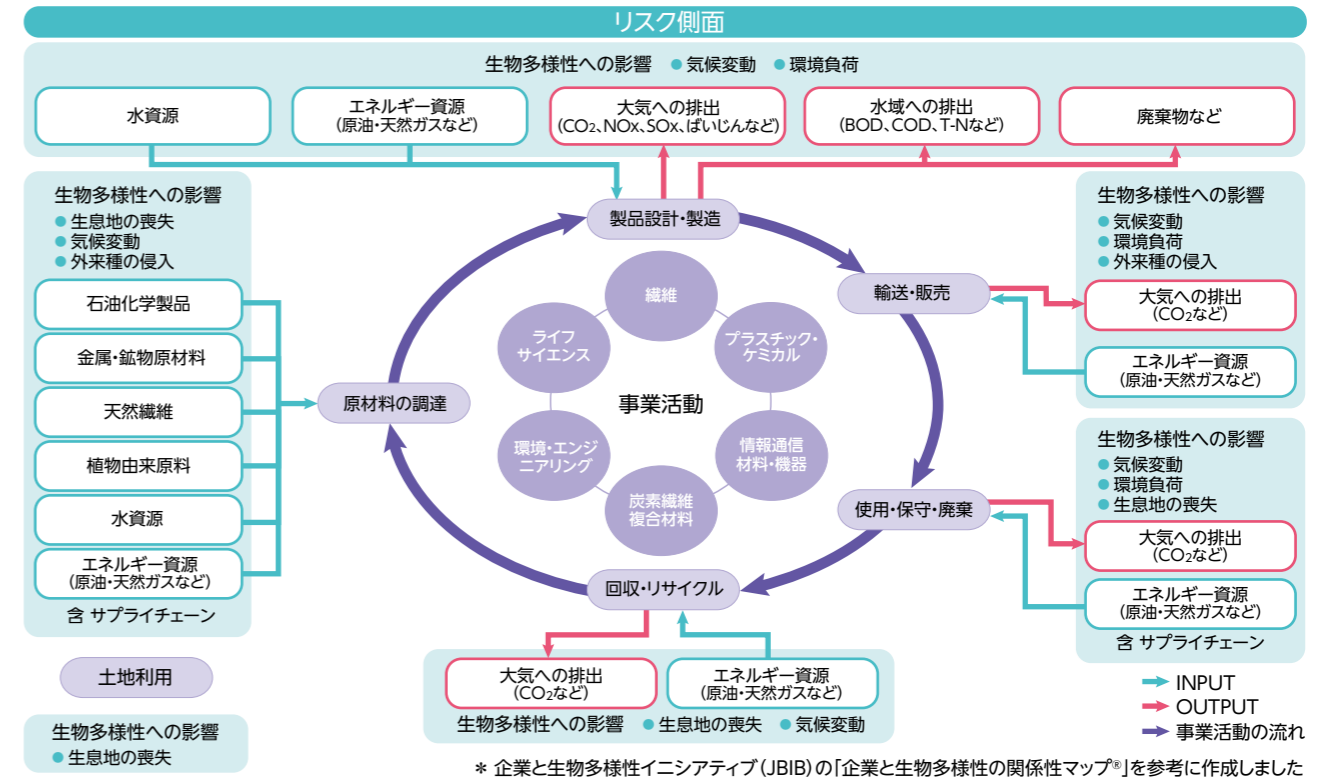 リスク側面
生物多様性への影響 ●気候変動 ●環境負荷
水資源
エネルギー資源
(原油・天然ガスなど)
大気への排出
(CO₂、NOx、SOx、ばいじんなど)
水域への排出
(BOD、COD、T-Nなど)
廃棄物など
生物多様性への影響
●生息地の喪失
●気候変動
●外来種の侵入
石油化学製品
金属・鉱物原材料
天然繊維
植物由来原料
水資源
エネルギー資源
(原油・天然ガスなど)
含 サプライチェーン
土地利用
生物多様性への影響
●生息地の喪失
製品設計・製造
輸送・販売
使用・保守・廃棄
回収・リサイクル
原材料の調達
事業活動
繊維
プラスチック・
ケミカル
情報通信
材料・機器
炭素繊維
複合材料
環境・エンジ
ニアリング
ライフ
サイエンス
生物多様性への影響
●気候変動
●環境負荷
●外来種の侵入
大気への排出
(CO₂など)
エネルギー資源
(原油・天然ガスなど)
生物多様性への影響
●気候変動
●環境負荷
●生息地の喪失
大気への排出
(CO₂など)
エネルギー資源
(原油・天然ガスなど)
含 サプライチェーン
大気への排出
(CO₂など)
エネルギー資源
(原油・天然ガスなど)
生物多様性への影響 ●生息地の喪失 ●気候変動
INPUT
OUTPUT
事業活動の流れ
＊ 企業と生物多様性イニシアティブ(JBIB)の「企業と生物多様性の関係性マップ®」を参考に作成しました